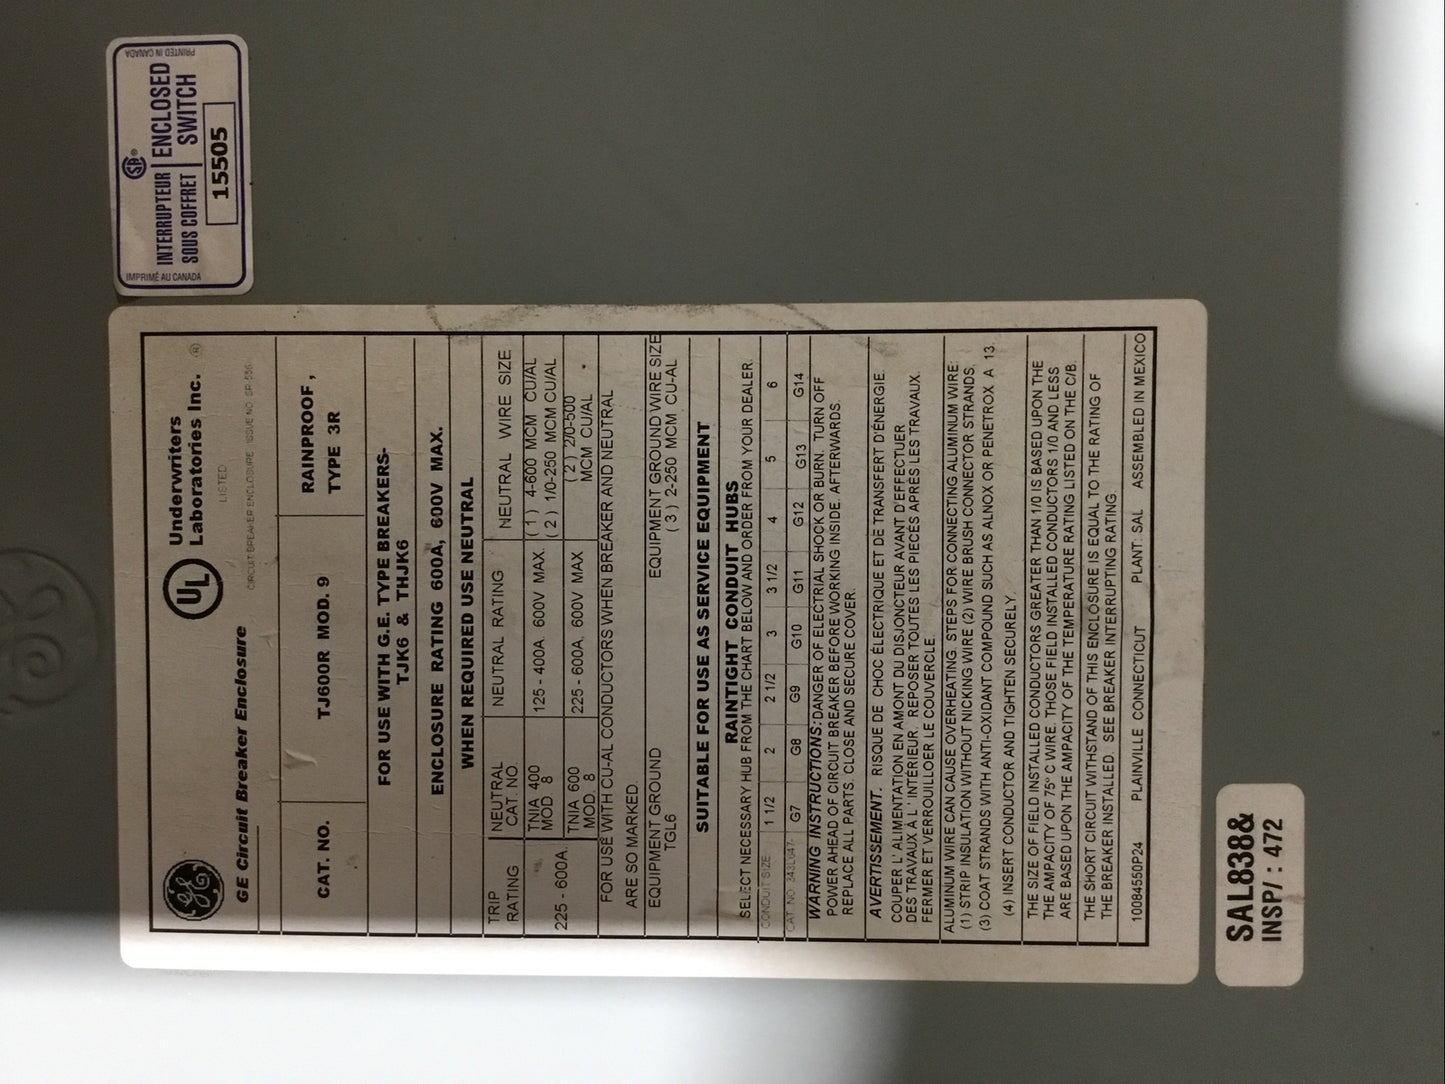 PRINTED IN CANADA
SA®
INTERRUPTEUR ENCLOSED
SOUS COFFRET SWITCH
15505
IMPRIMÉ AU CANADA
GE
UL
Underwriters
Laboratories Inc. ®
LISTED
GE Circuit Breaker Enclosure
CIRCUIT BREAKER ENCLOSURE ISSUE NO.
CAT. NO. TJ600R MOD. 9 RAINPROOF,
TYPE 3R
FOR USE WITH G.E. TYPE BREAKERS-
TJK6 & THJK6
ENCLOSURE RATING 600A, 600V MAX.
WHEN REQUIRED USE NEUTRAL
TRIP RATING NEUTRAL CAT. NO. NEUTRAL RATING NEUTRAL WIRE SIZE
225 - 600A.
TNIA 400 MOD 8 125 - 400A 600V MAX. (1) 4-600 MCM CU/AL
(2) 1/0-250 MCM CU/AL
TNIA 600 MOD. 8 225 - 600A, 600V MAX (2) 2/0-500
MCM CU/AL
FOR USE WITH CU-AL CONDUCTORS WHEN BREAKER AND NEUTRAL
ARE SO MARKED.
EQUIPMENT GROUND EQUIPMENT GROUND WIRE SIZE
TGL6 (3) 2-250 MCM CU-AL
SUITABLE FOR USE AS SERVICE EQUIPMENT
RAINTIGHT CONDUIT HUBS
SELECT NECESSARY HUB FROM THE CHART BELOW AND ORDER FROM YOUR DEALER.
CONDUIT SIZE 1 1/2 2 2 1/2 3 3 1/2 4 5 6
CAT. NO. 343L647- G7 G8 G9 G10 G11 G12 G13 G14
WARNING INSTRUCTIONS: DANGER OF ELECTRIAL SHOCK OR BURN. TURN OFF
POWER AHEAD OF CIRCUIT BREAKER BEFORE WORKING INSIDE. AFTERWARDS.
REPLACE ALL PARTS. CLOSE AND SECURE COVER.
AVERTISSEMENT. RISQUE DE CHOC ÉLECTRIQUE ET DE TRANSFERT D'ÉNERGIE.
COUPER L' ALIMENTATION EN AMONT DU DISJONCTEUR AVANT D'EFFECTUER
DES TRAVAUX À L' INTÉRIEUR. REPOSER TOUTES LES PIECES APRÈS LES TRAVAUX.
FERMER ET VERROUILLOER LE COUVERCLE.
ALUMINUM WIRE CAN CAUSE OVERHEATING. STEPS FOR CONNECTING ALUMINUM WIRE:
(1) STRIP INSULATION WITHOUT NICKING WIRE (2) WIRE BRUSH CONNECTOR STRANDS.
(3) COAT STRANDS WITH ANTI-OXIDANT COMPOUND SUCH AS ALNOX OR PENETROX A 13.
(4) INSERT CONDUCTOR AND TIGHTEN SECURELY.
THE SIZE OF FIELD INSTALLED CONDUCTORS GREATER THAN 1/0 IS BASED UPON THE
THE AMPACITY OF 75° C WIRE. THOSE FIELD INSTALLED CONDUCTORS 1/0 AND LESS
ARE BASED UPON THE AMPACITY OF THE TEMPERATURE RATING LISTED ON THE C/B.
THE SHORT CIRCUIT WITHSTAND OF THIS ENCLOSURE IS EQUAL TO THE RATING OF
THE BREAKER INSTALLED. SEE BREAKER INTERRUPTING RATING.
10084550P24 PLAINVILLE CONNECTICUT PLANT: SAL ASSEMBLED IN MEXICO
SAL838&
INSP/ : 472